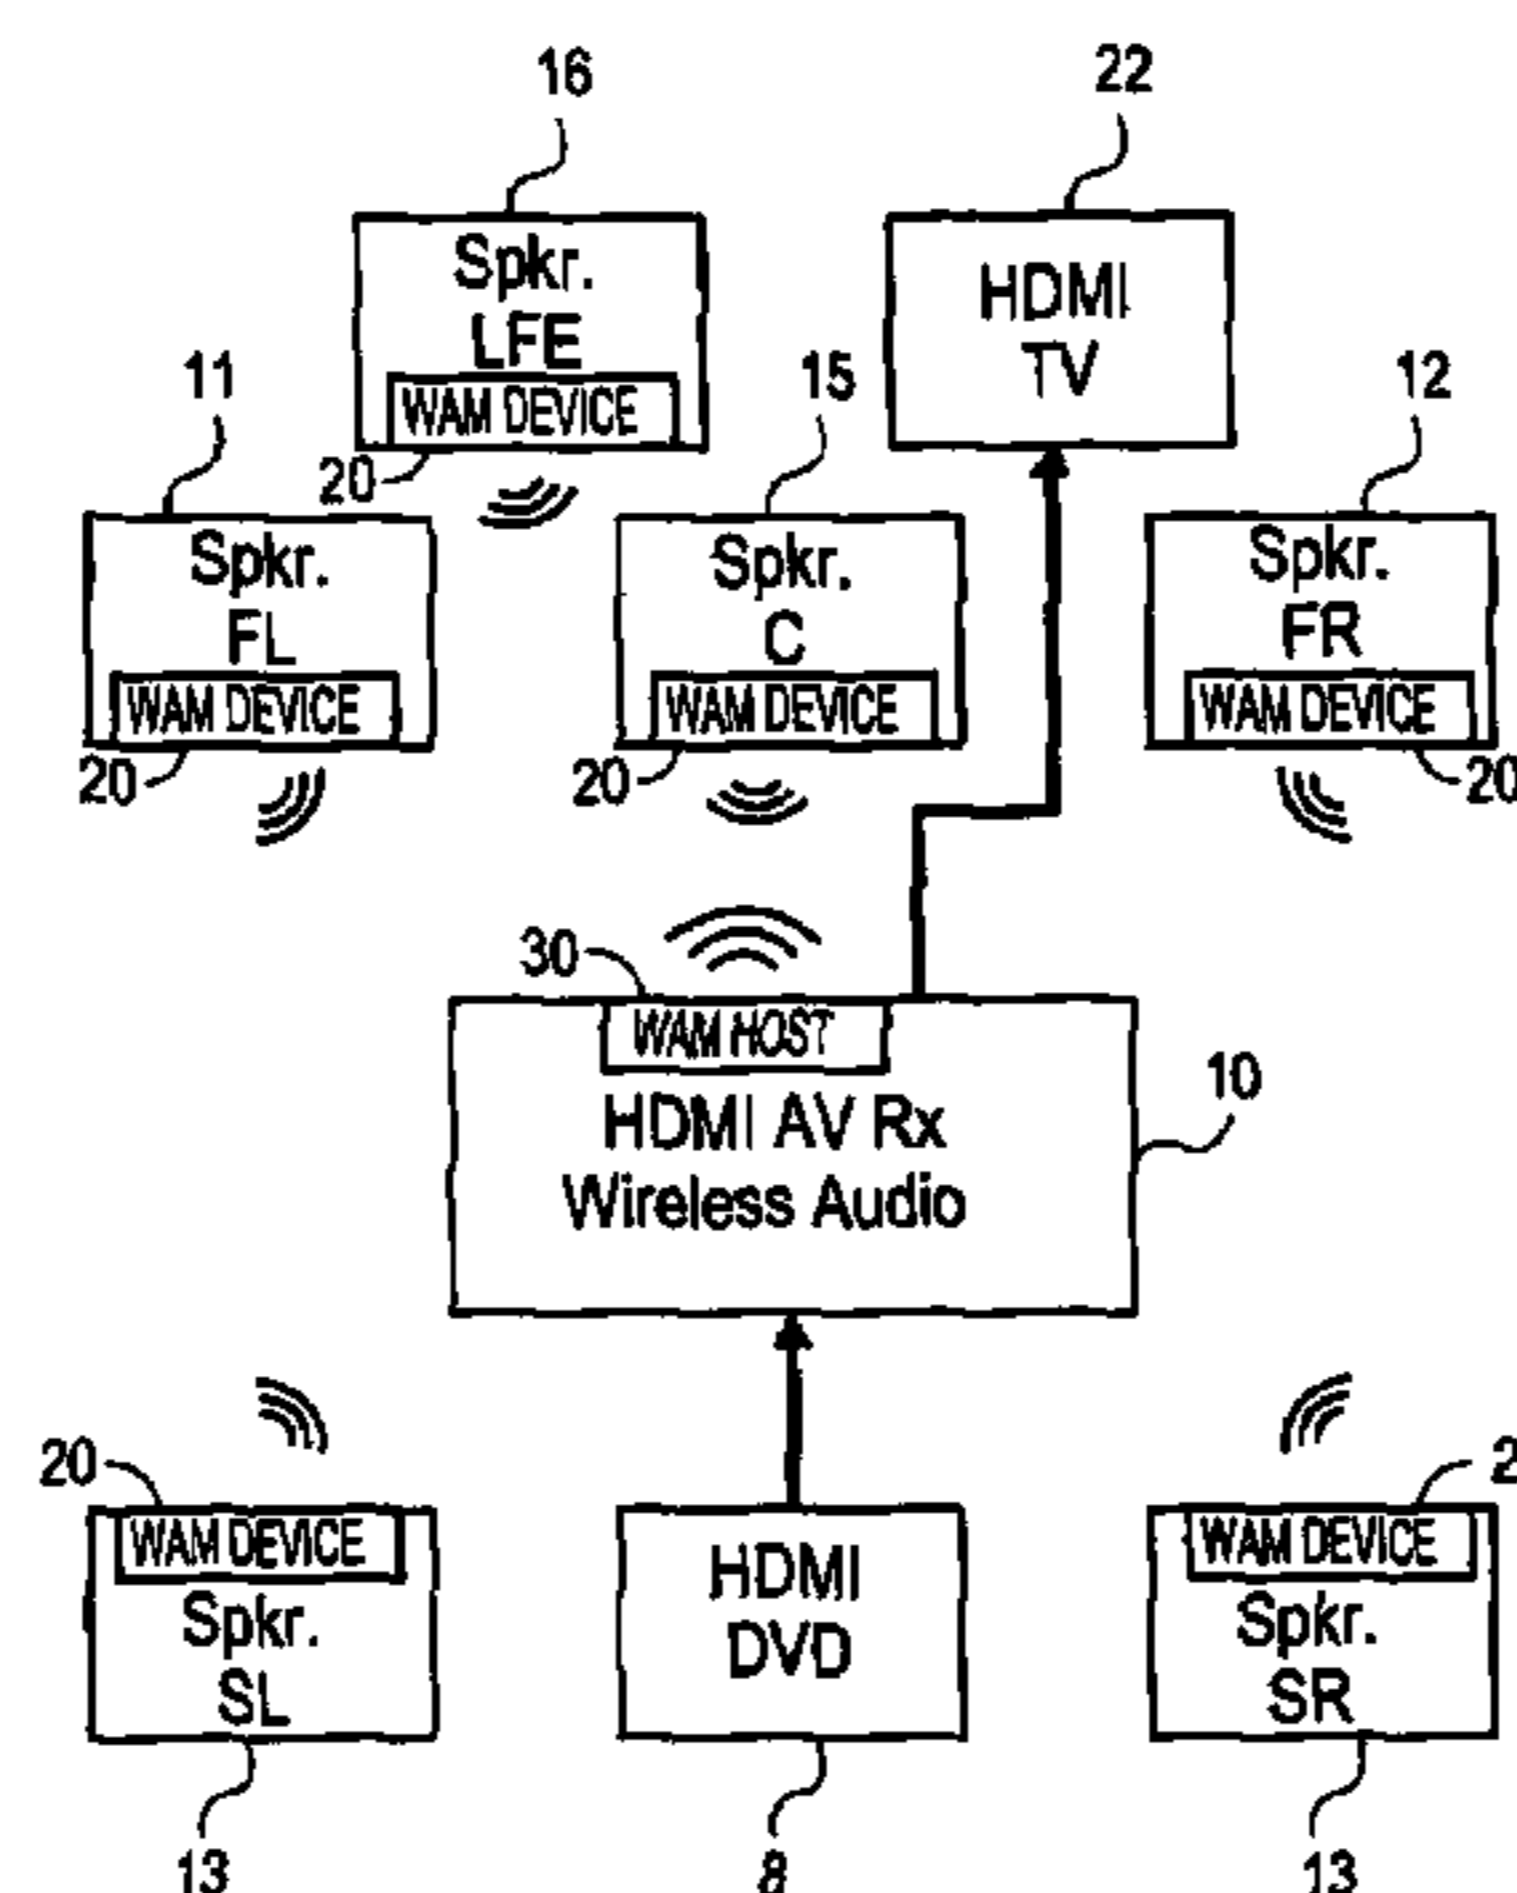 16
22
Spkr.
LFE
WAM DEVICE
20
HDMI
TV
11
15
12
Spkr.
FL
WAM DEVICE
20
Spkr.
C
WAM DEVICE
20
Spkr.
FR
WAM DEVICE
20
30
WAM HOST
HDMI AV Rx
Wireless Audio
10
20
WAM DEVICE
Spkr.
SL
13
HDMI
DVD
8
2
WAM DEVICE
Spkr.
SR
13